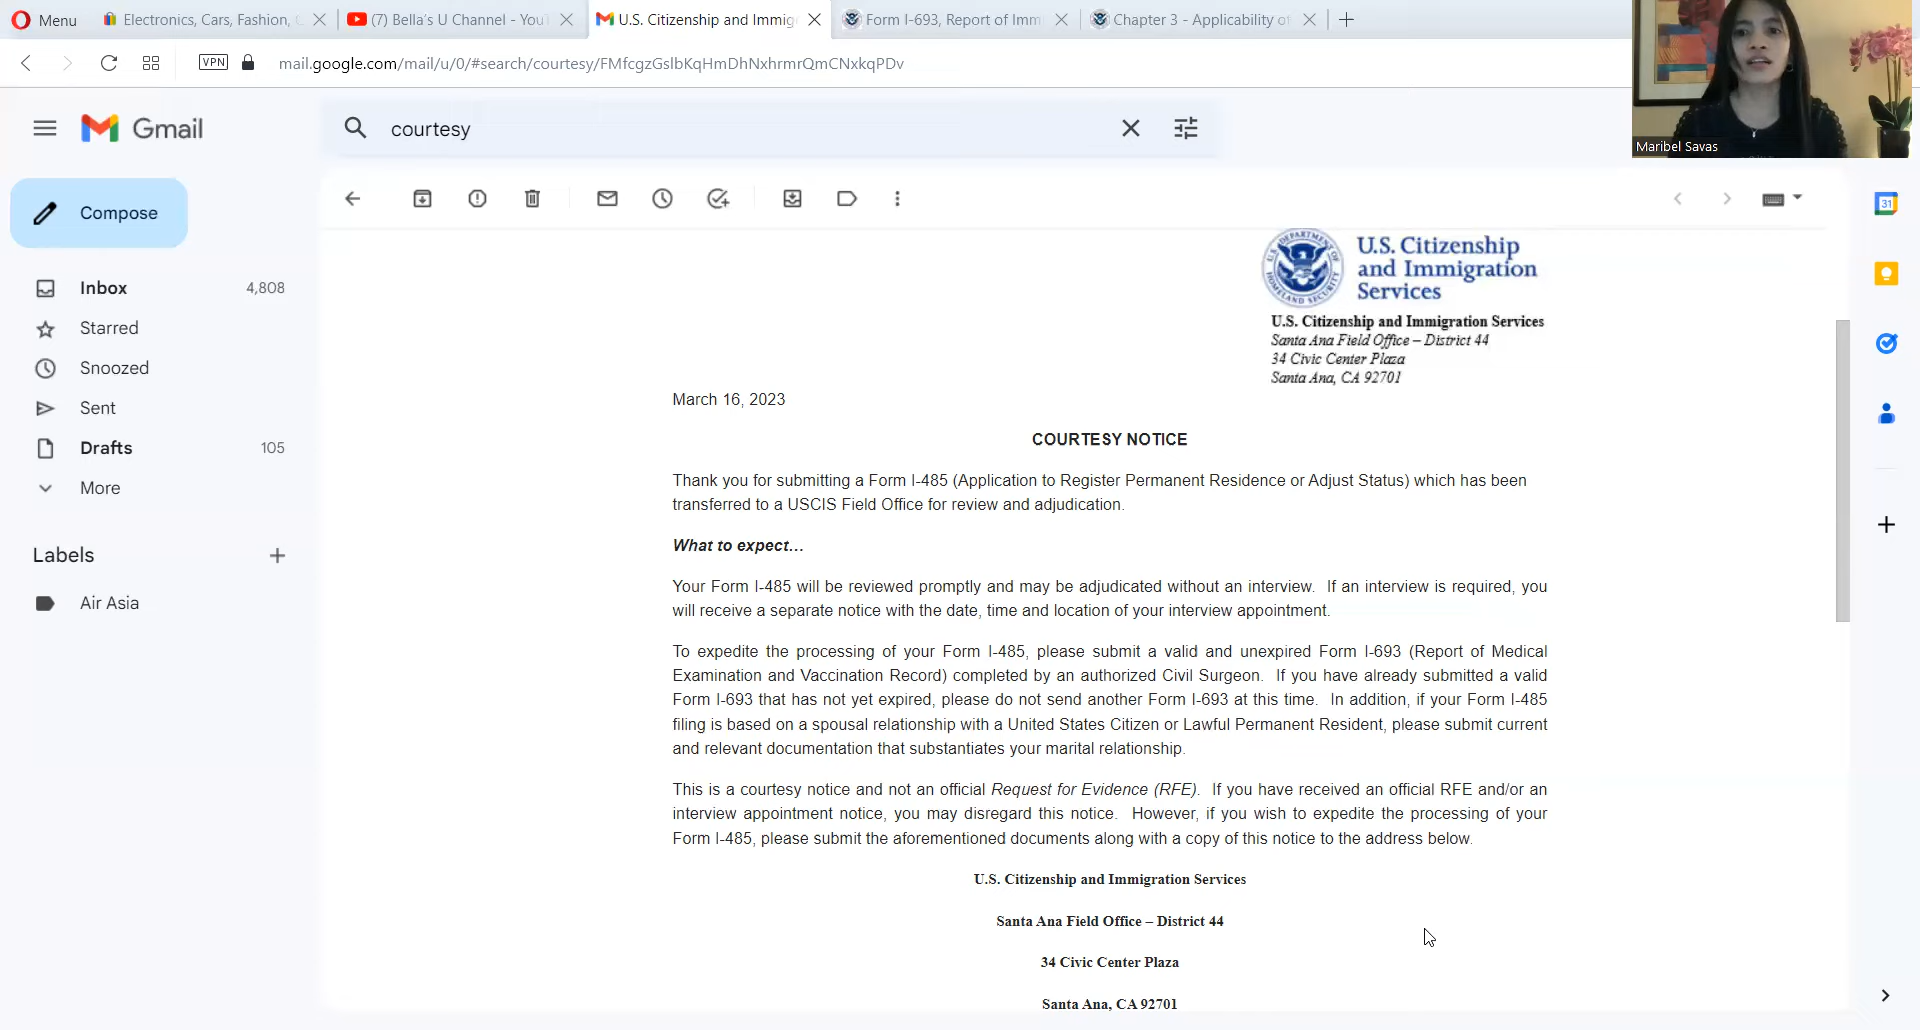 Menu
Electronics, Cars, Fashion, C
(7) Bella's U Channel - YouT
U.S. Citizenship and Immig
Form I-693, Report of Imm
Chapter 3 - Applicability of
VPN
mail.google.com/mail/u/0/#search/courtesy/FMfcgzGslbKqHmDhNxhrmrQmCNxkqPDv
Maribel Savas
Gmail
courtesy
Compose
Inbox 4,808
Starred
Snoozed
Sent
Drafts 105
More
Labels
Air Asia
31
U.S. Citizenship
and Immigration
Services
U.S. Citizenship and Immigration Services
Santa Ana Field Office – District 44
34 Civic Center Plaza
Santa Ana, CA 92701
March 16, 2023
COURTESY NOTICE
Thank you for submitting a Form I-485 (Application to Register Permanent Residence or Adjust Status) which has been
transferred to a USCIS Field Office for review and adjudication.
What to expect…
Your Form I-485 will be reviewed promptly and may be adjudicated without an interview. If an interview is required, you
will receive a separate notice with the date, time and location of your interview appointment.
To expedite the processing of your Form I-485, please submit a valid and unexpired Form I-693 (Report of Medical
Examination and Vaccination Record) completed by an authorized Civil Surgeon. If you have already submitted a valid
Form I-693 that has not yet expired, please do not send another Form I-693 at this time. In addition, if your Form I-485
filing is based on a spousal relationship with a United States Citizen or Lawful Permanent Resident, please submit current
and relevant documentation that substantiates your marital relationship.
This is a courtesy notice and not an official Request for Evidence (RFE). If you have received an official RFE and/or an
interview appointment notice, you may disregard this notice. However, if you wish to expedite the processing of your
Form I-485, please submit the aforementioned documents along with a copy of this notice to the address below.
U.S. Citizenship and Immigration Services
Santa Ana Field Office – District 44
34 Civic Center Plaza
Santa Ana, CA 92701